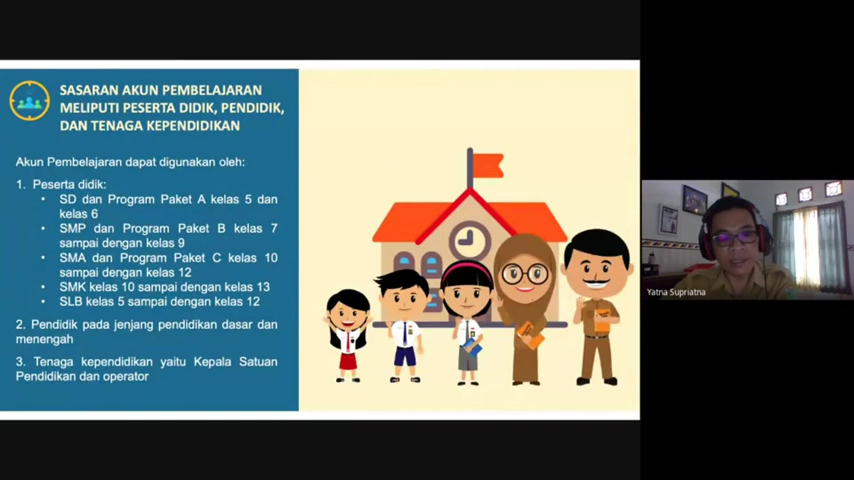 SASARAN AKUN PEMBELAJARAN
MELIPUTI PESERTA DIDIK, PENDIDIK,
DAN TENAGA KEPENDIDIKAN
Akun Pembelajaran dapat digunakan oleh:
1. Peserta didik:
• SD dan Program Paket A kelas 5 dan
kelas 6
• SMP dan Program Paket B kelas 7
sampai dengan kelas 9
• SMA dan Program Paket C kelas 10
sampai dengan kelas 12
• SMK kelas 10 sampai dengan kelas 13
• SLB kelas 5 sampai dengan kelas 12
2. Pendidik pada jenjang pendidikan dasar dan
menengah
3. Tenaga kependidikan yaitu Kepala Satuan
Pendidikan dan operator
Yatna Supriatna